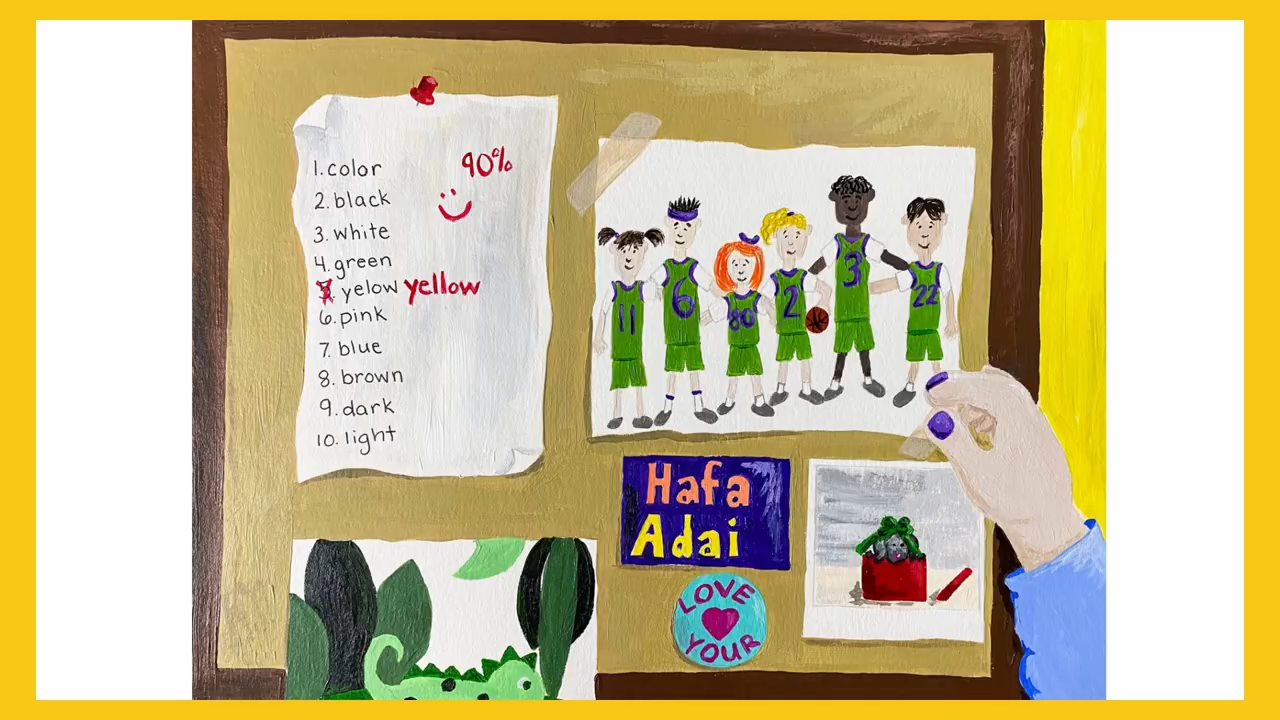 1. color
2. black
3. white
4. green
5. yelow yellow
6. pink
7. blue
8. brown
9. dark
10. light
90%
11
6
80
2
3
22
Hafa
Adai
LOVE
YOUR